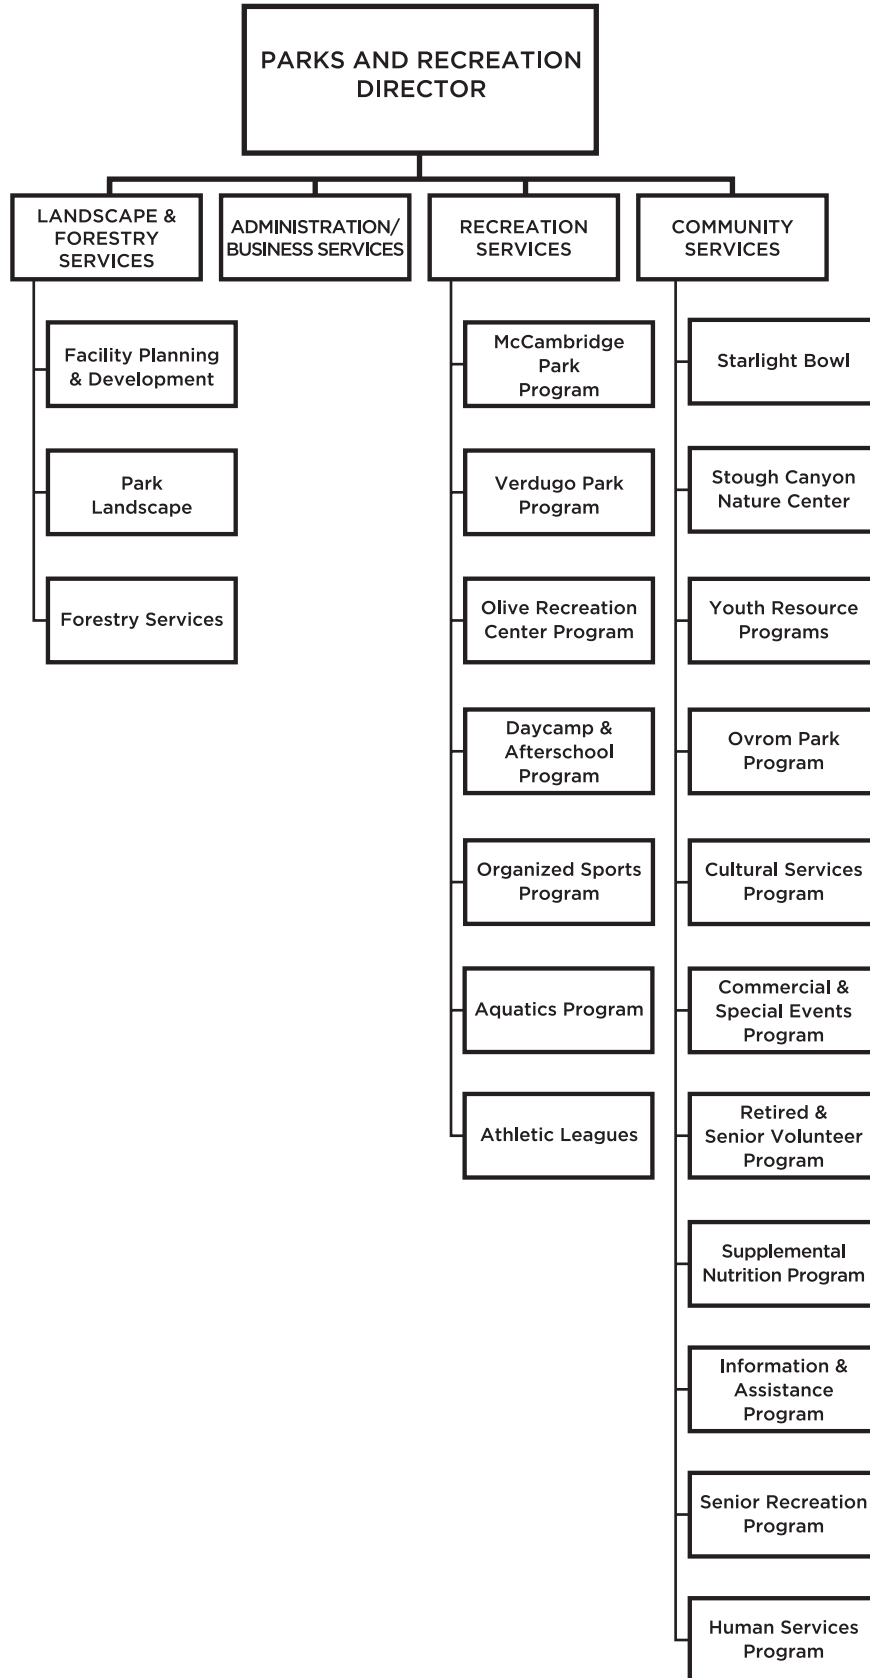 PARKS AND RECREATION
DIRECTOR
LANDSCAPE &
FORESTRY
SERVICES
ADMINISTRATION/
BUSINESS SERVICES
RECREATION
SERVICES
COMMUNITY
SERVICES
Facility Planning
& Development
Park
Landscape
Forestry Services
McCambridge
Park
Program
Verdugo Park
Program
Olive Recreation
Center Program
Daycamp &
Afterschool
Program
Organized Sports
Program
Aquatics Program
Athletic Leagues
Starlight Bowl
Stough Canyon
Nature Center
Youth Resource
Programs
Ovrom Park
Program
Cultural Services
Program
Commercial &
Special Events
Program
Retired &
Senior Volunteer
Program
Supplemental
Nutrition Program
Information &
Assistance
Program
Senior Recreation
Program
Human Services
Program